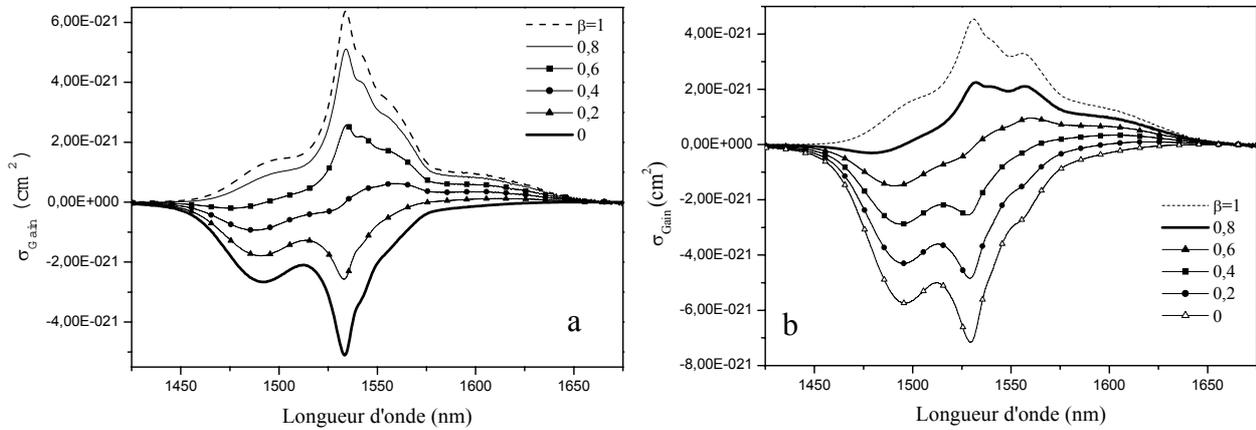 6,00E-021
4,00E-021
2,00E-021
0,00E+000
-2,00E-021
-4,00E-021
σGain (cm²)
β=1
0,8
0,6
0,4
0,2
0
a
1450 1500 1550 1600 1650
Longueur d'onde (nm)
4,00E-021
2,00E-021
0,00E+000
-2,00E-021
-4,00E-021
-6,00E-021
-8,00E-021
σGain (cm²)
β=1
0,8
0,6
0,4
0,2
0
b
1450 1500 1550 1600 1650
Longueur d'onde (nm)